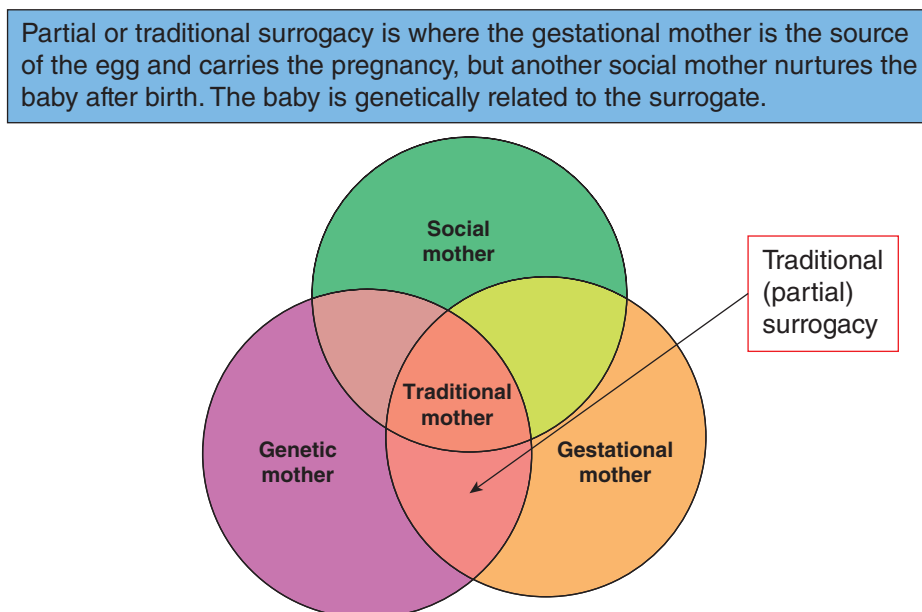 Partial or traditional surrogacy is where the gestational mother is the source
of the egg and carries the pregnancy, but another social mother nurtures the
baby after birth. The baby is genetically related to the surrogate.
Social
mother
Traditional
(partial)
surrogacy
Traditional
mother
Genetic
mother
Gestational
mother